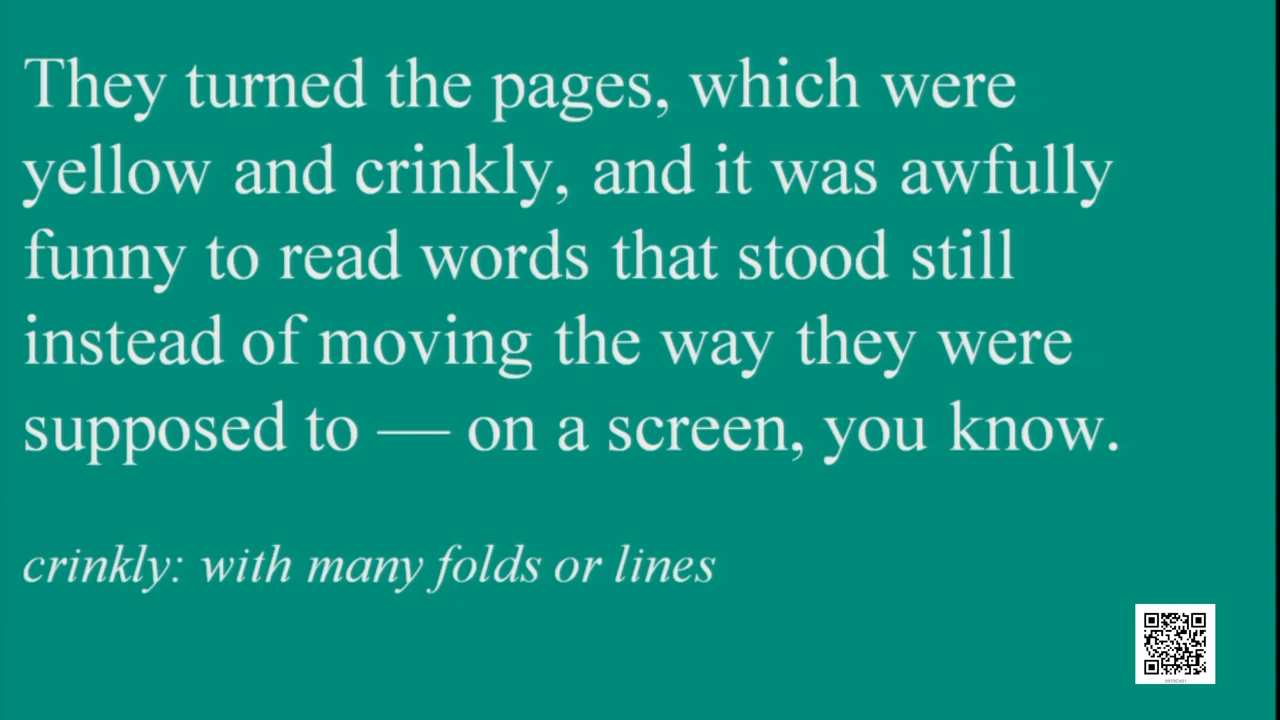 They turned the pages, which were
yellow and crinkly, and it was awfully
funny to read words that stood still
instead of moving the way they were
supposed to — on a screen, you know.
crinkly: with many folds or lines